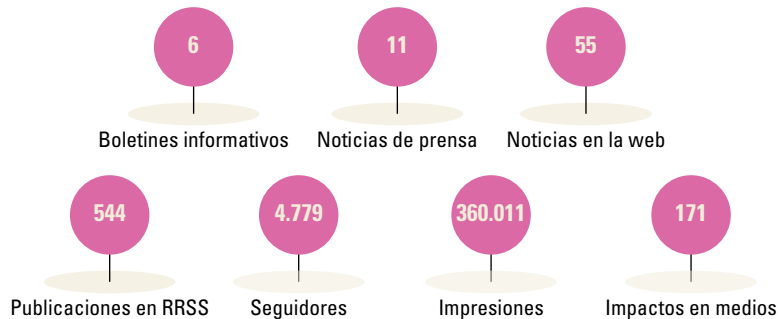 6
11
55
Boletines informativos
Noticias de prensa
Noticias en la web
544
4.779
360.011
171
Publicaciones en RRSS
Seguidores
Impresiones
Impactos en medios